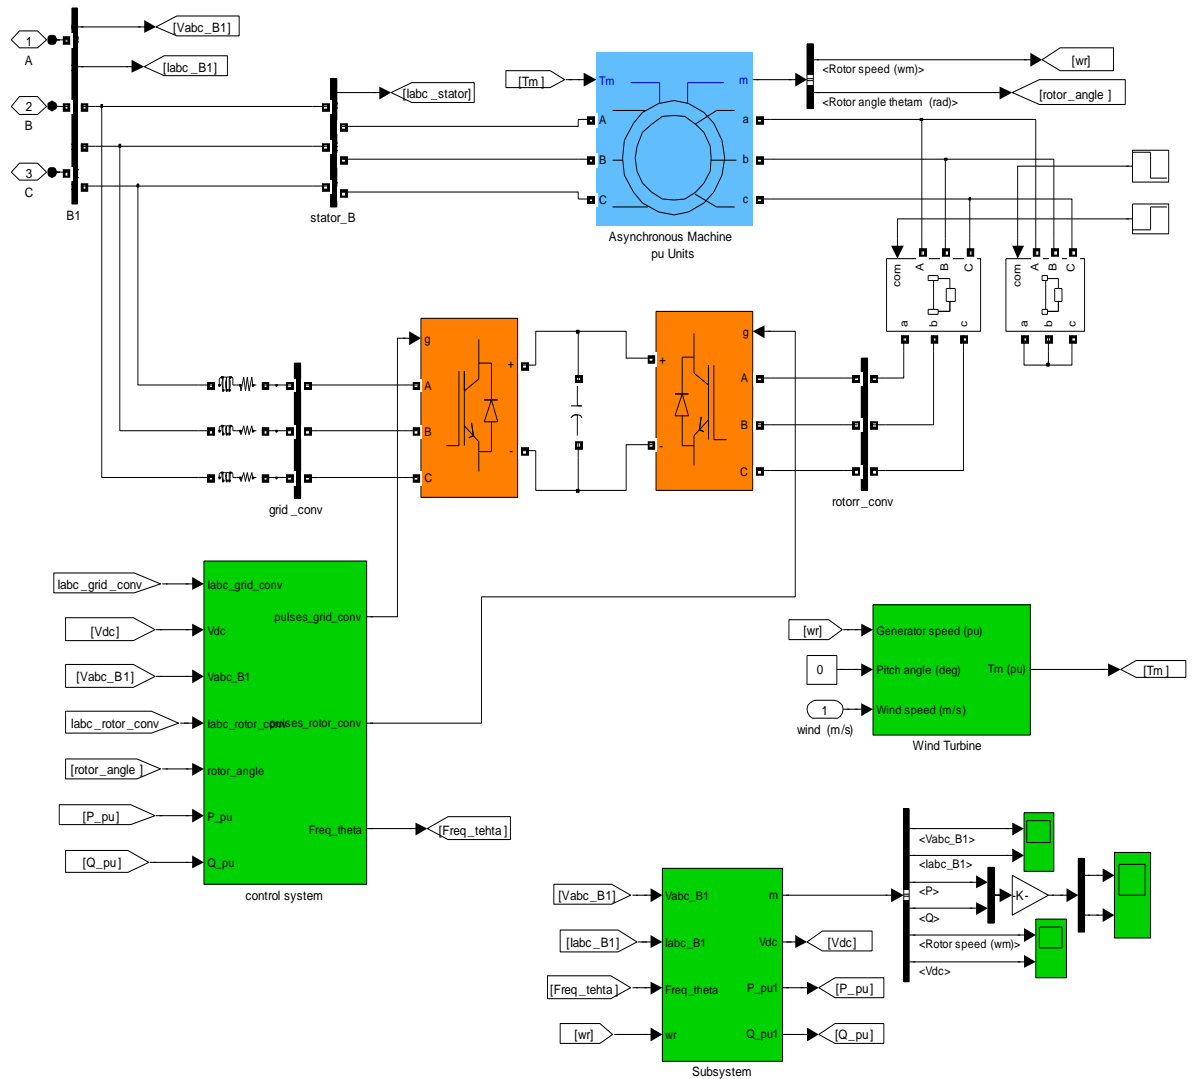 [Vabc_B1]
1
A
[Iabc_B1]
2
B
3
C
B1
[Iabc_stator]
stator_B
[Tm]
Tm
m
A
a
B
b
C
c
Asynchronous Machine
pu Units
<Rotor speed (wm)>
[wr]
<Rotor angle thetam (rad)>
[rotor_angle]
com
A
B
C
a
b
c
com
A
B
C
a
b
c
g
A
B
C
+
-
g
+
-
A
B
C
grid_conv
rotorr_conv
Iabc_grid_conv
[Vdc]
[Vabc_B1]
Iabc_rotor_conv
[rotor_angle]
[P_pu]
[Q_pu]
Iabc_grid_conv
Vdc
Vabc_B1
Iabc_rotor_conv
rotor_angle
P_pu
Q_pu
pulses_grid_conv
pulses_rotor_conv
Freq_theta
control system
[Freq_tehta]
[wr]
0
1
wind (m/s)
Generator speed (pu)
Pitch angle (deg)
Wind speed (m/s)
Tm (pu)
Wind Turbine
[Tm]
[Vabc_B1]
[Iabc_B1]
[Freq_tehta]
[wr]
Vabc_B1
Iabc_B1
Freq_theta
wr
m
Vdc
P_pu1
Q_pu1
Subsystem
[Vdc]
[P_pu]
[Q_pu]
<Vabc_B1>
<Iabc_B1>
<P>
<Q>
<Rotor speed (wm)>
<Vdc>
-K-